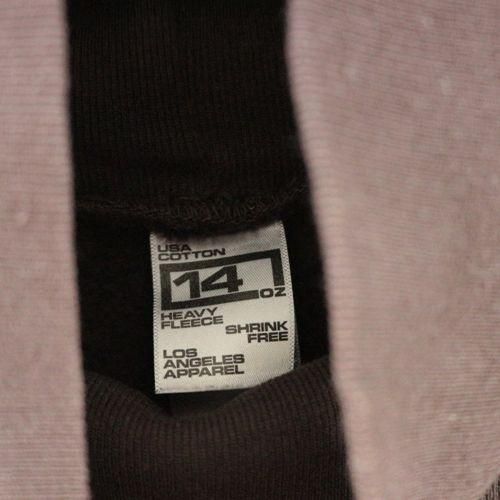 USA
COTTON
14 OZ
HEAVY
FLEECE
SHRINK
FREE
LOS
ANGELES
APPAREL